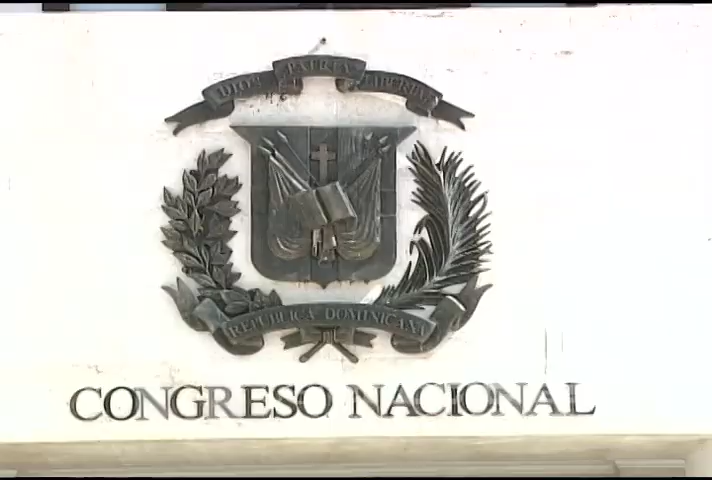 DIOS PATRIA LIBERTAD
REPUBLICA DOMINICANA
CONGRESO NACIONAL